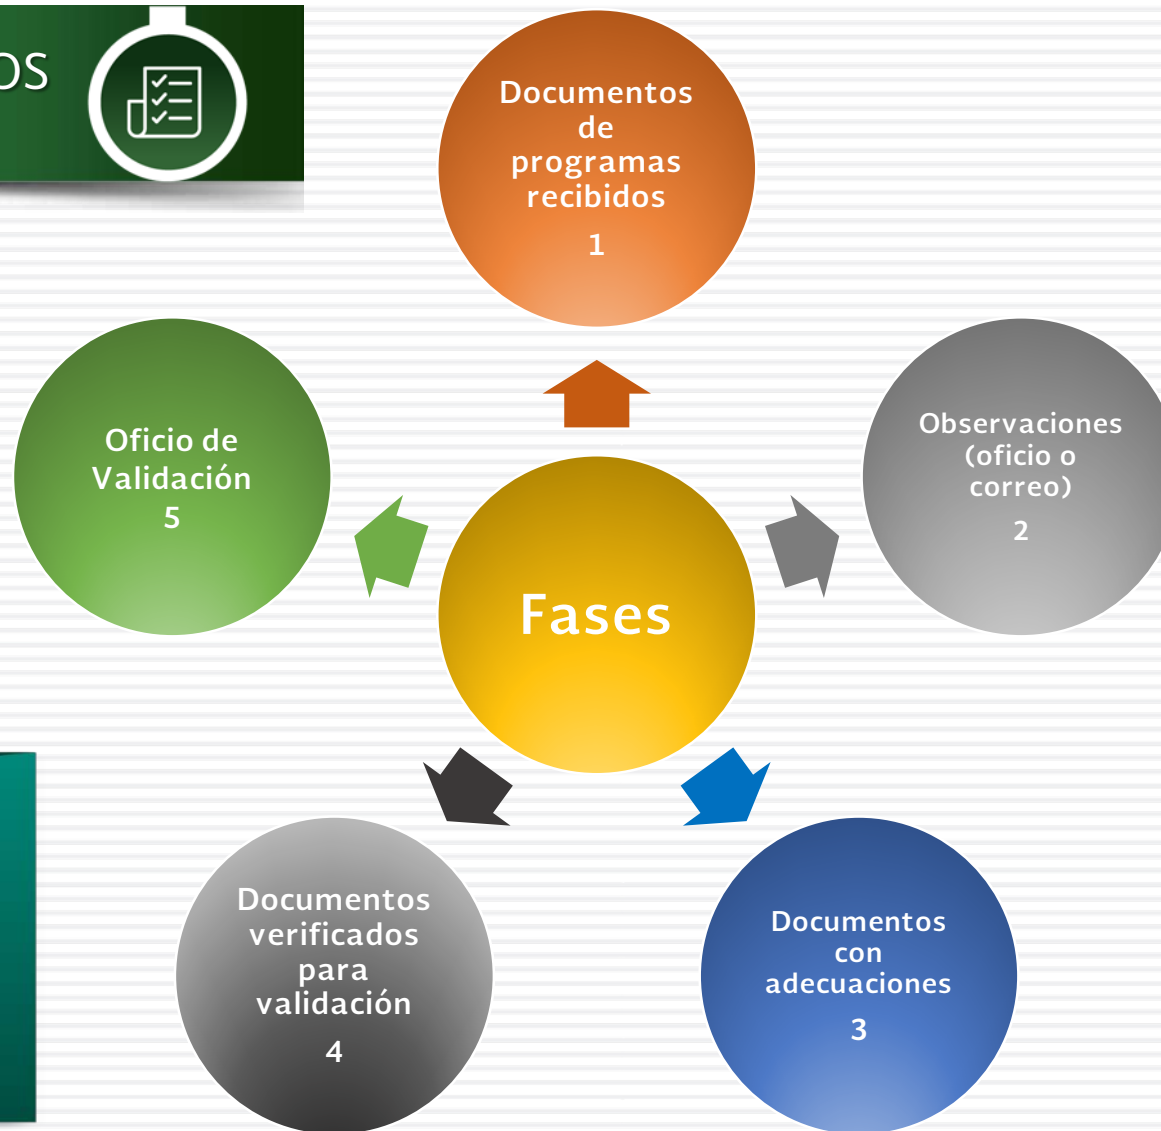 Documentos
de
programas
recibidos
1
Observaciones
(oficio o
correo)
2
Oficio de
Validación
5
Fases
Documentos
verificados
para
validación
4
Documentos
con
adecuaciones
3